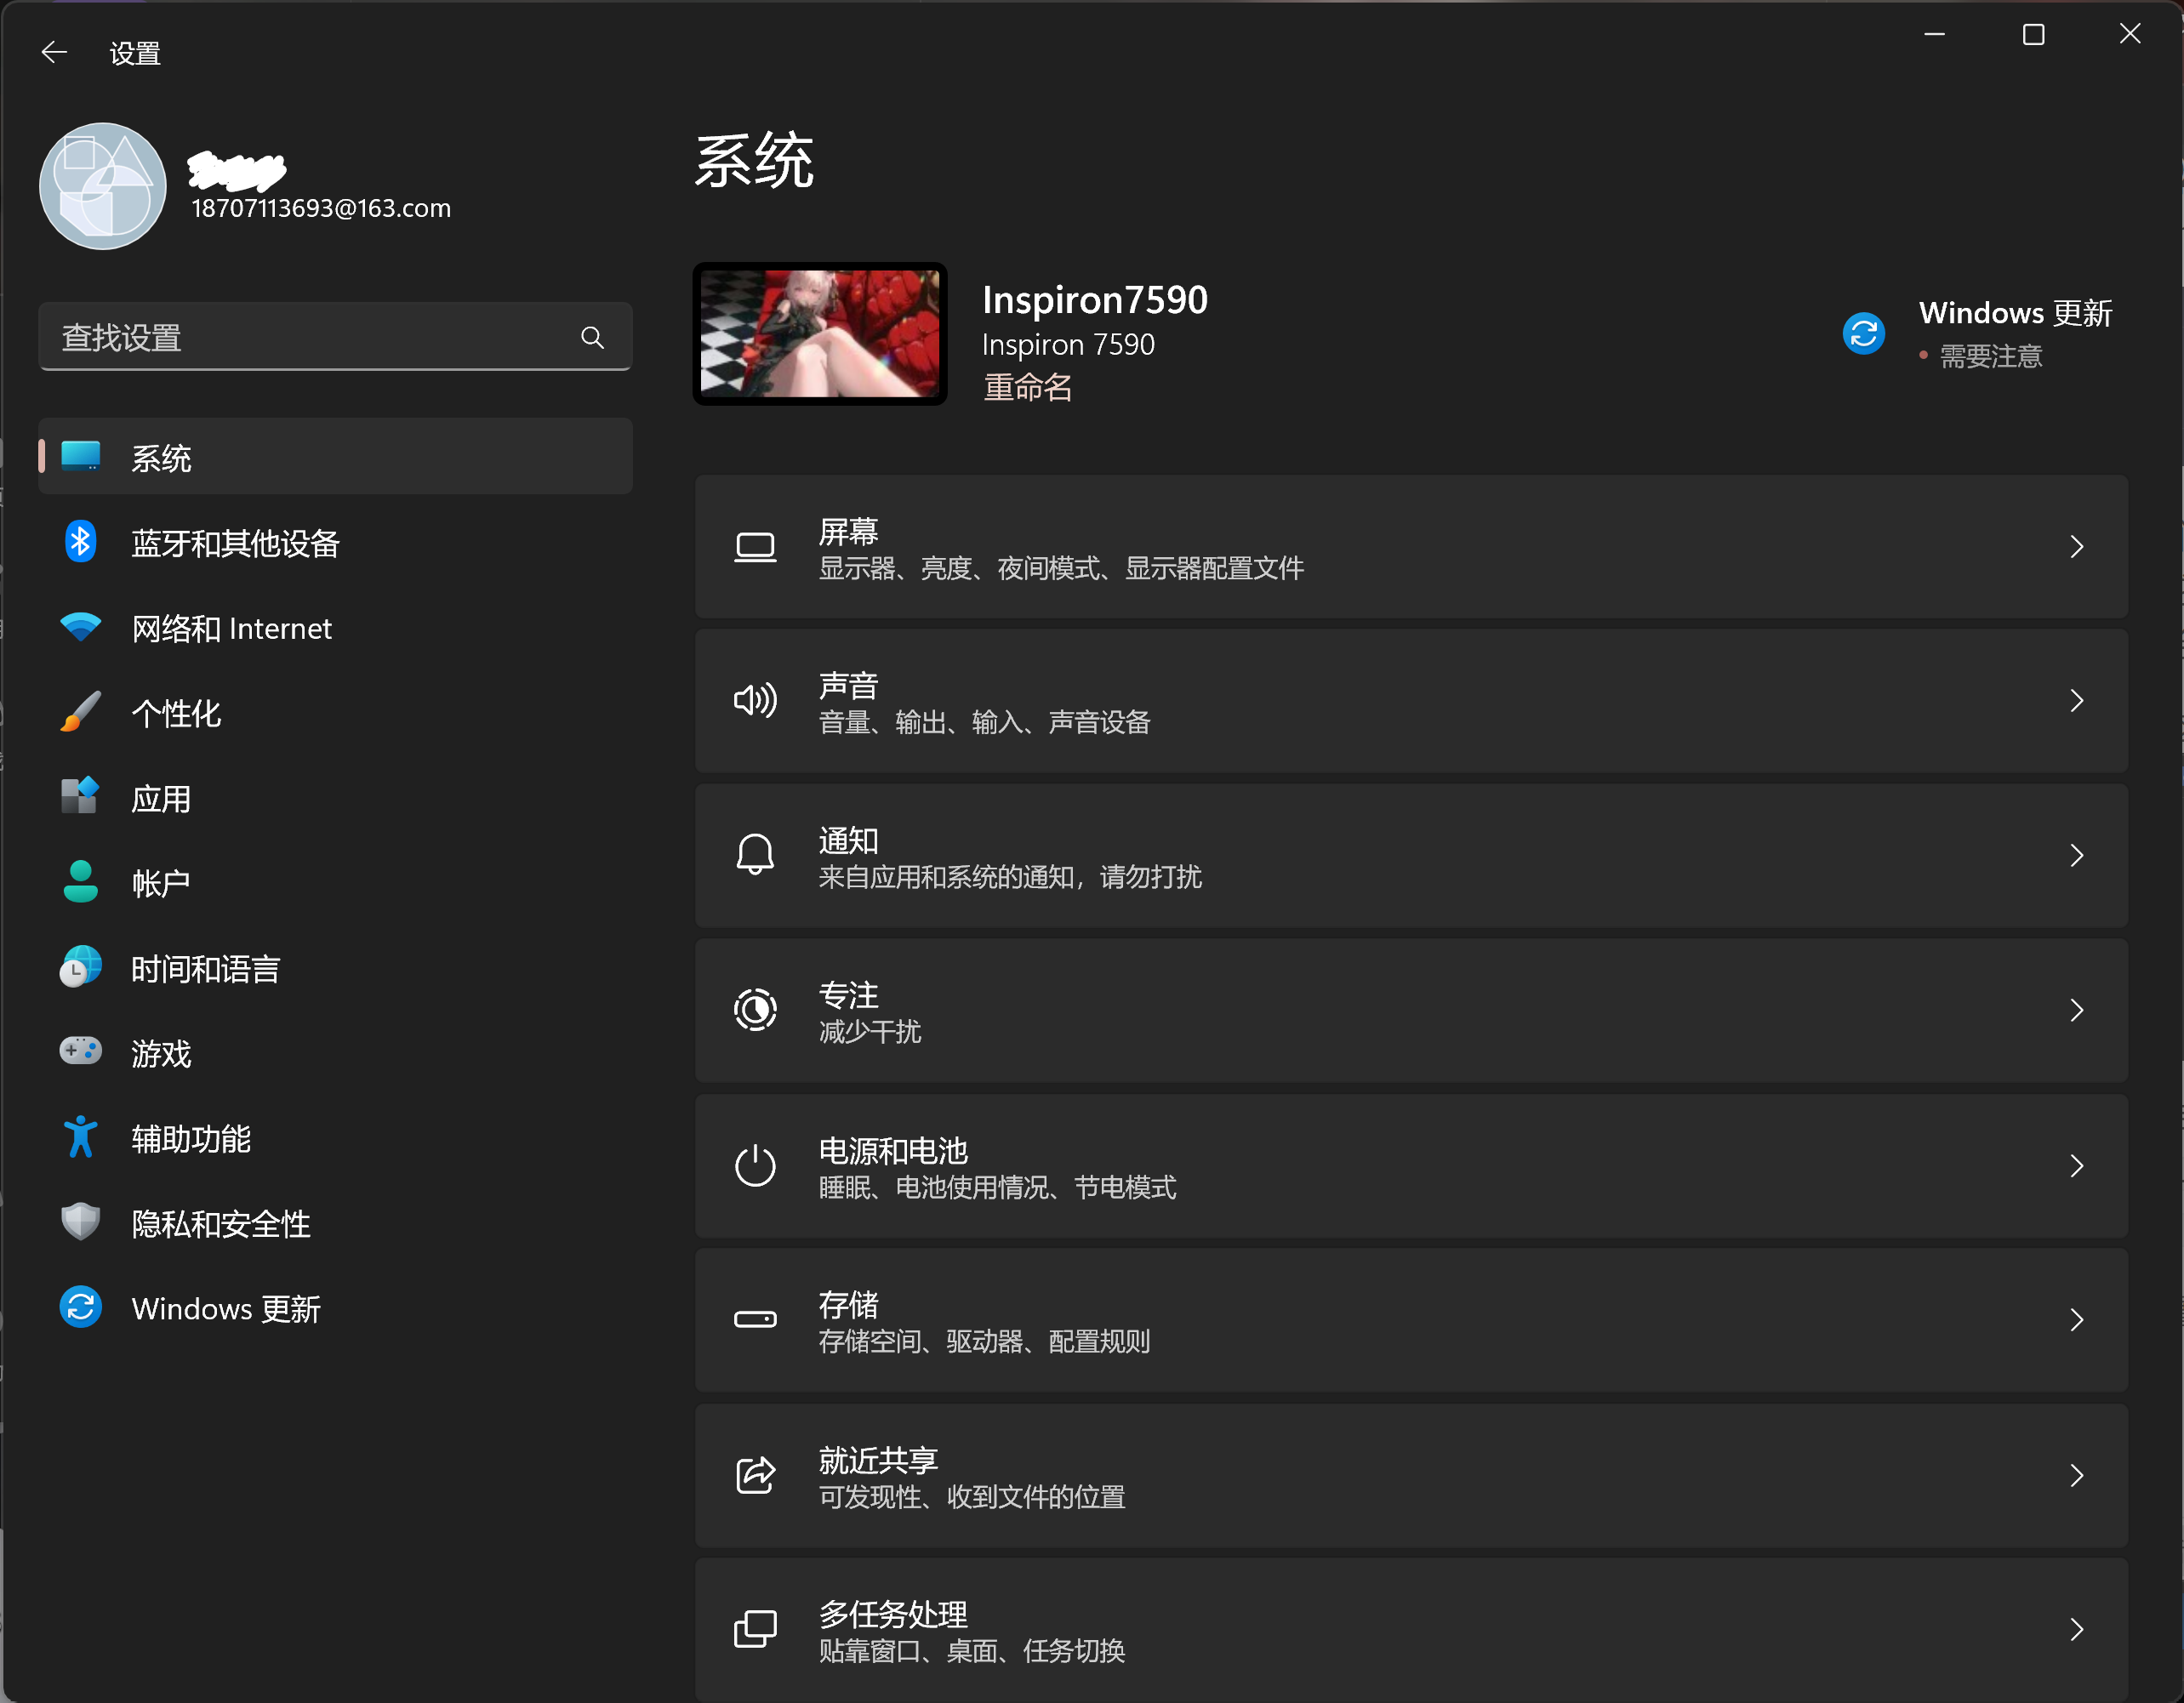 设置
18707113693@163.com
查找设置
系统
蓝牙和其他设备
网络和 Internet
个性化
应用
帐户
时间和语言
游戏
辅助功能
隐私和安全性
Windows 更新
系统
Inspiron7590
Inspiron 7590
重命名
Windows 更新
需要注意
屏幕
显示器、亮度、夜间模式、显示器配置文件
声音
音量、输出、输入、声音设备
通知
来自应用和系统的通知，请勿打扰
专注
减少干扰
电源和电池
睡眠、电池使用情况、节电模式
存储
存储空间、驱动器、配置规则
就近共享
可发现性、收到文件的位置
多任务处理
贴靠窗口、桌面、任务切换